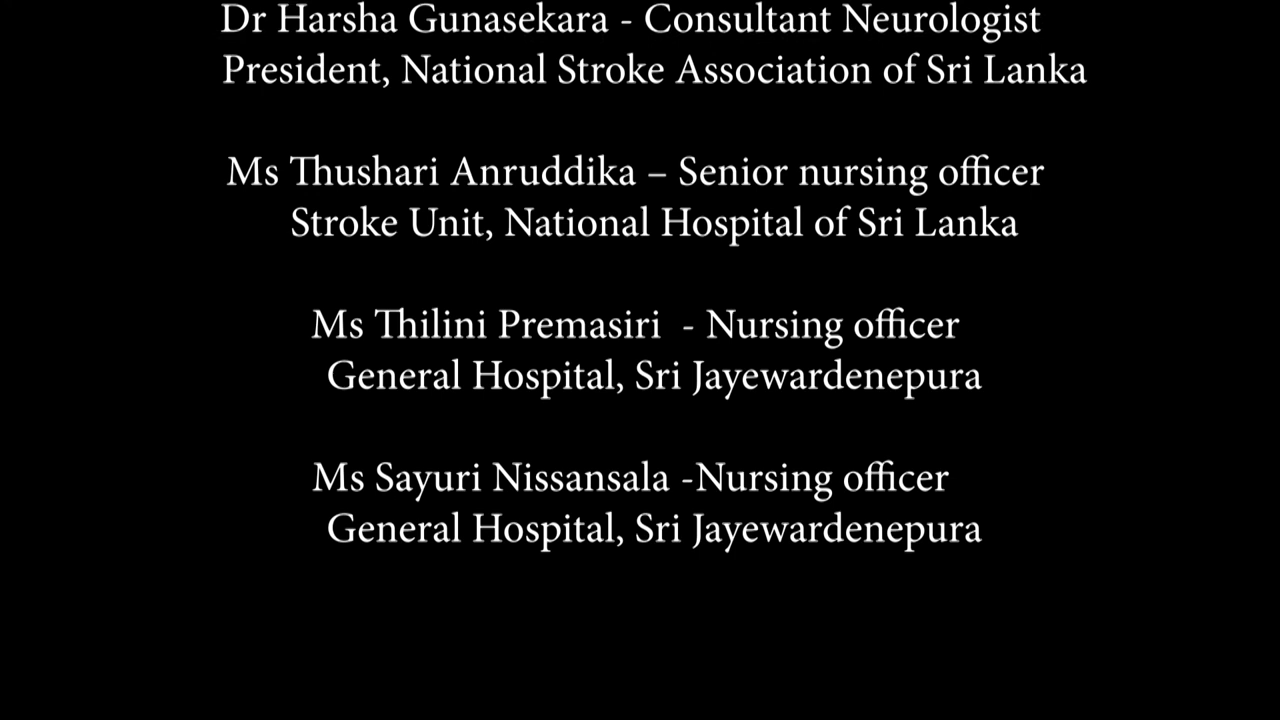 Dr Harsha Gunasekara - Consultant Neurologist
President, National Stroke Association of Sri Lanka
Ms Thushari Anruddika – Senior nursing officer
Stroke Unit, National Hospital of Sri Lanka
Ms Thilini Premasiri - Nursing officer
General Hospital, Sri Jayewardenepura
Ms Sayuri Nissansala -Nursing officer
General Hospital, Sri Jayewardenepura